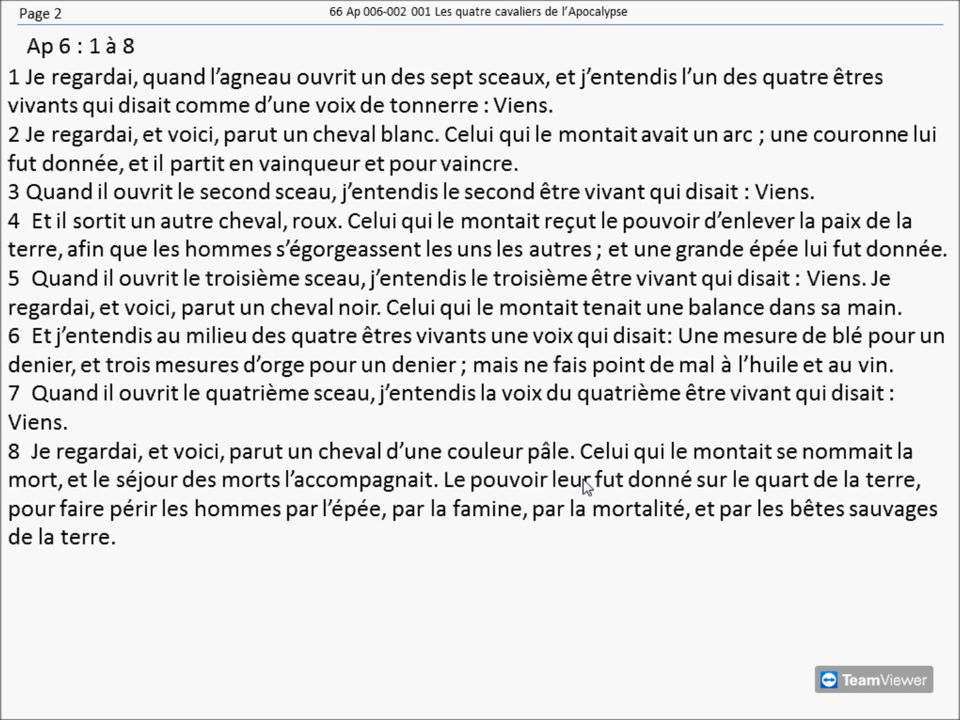 Page 2
66 Ap 006-002 001 Les quatre cavaliers de l’Apocalypse
Ap 6 : 1 à 8
1 Je regardai, quand l’agneau ouvrit un des sept sceaux, et j’entendis l’un des quatre êtres
vivants qui disait comme d’une voix de tonnerre : Viens.
2 Je regardai, et voici, parut un cheval blanc. Celui qui le montait avait un arc ; une couronne lui
fut donnée, et il partit en vainqueur et pour vaincre.
3 Quand il ouvrit le second sceau, j’entendis le second être vivant qui disait : Viens.
4 Et il sortit un autre cheval, roux. Celui qui le montait reçut le pouvoir d’enlever la paix de la
terre, afin que les hommes s’égorgeassent les uns les autres ; et une grande épée lui fut donnée.
5 Quand il ouvrit le troisième sceau, j’entendis le troisième être vivant qui disait : Viens. Je
regardai, et voici, parut un cheval noir. Celui qui le montait tenait une balance dans sa main.
6 Et j’entendis au milieu des quatre êtres vivants une voix qui disait: Une mesure de blé pour un
denier, et trois mesures d’orge pour un denier ; mais ne fais point de mal à l’huile et au vin.
7 Quand il ouvrit le quatrième sceau, j’entendis la voix du quatrième être vivant qui disait :
Viens.
8 Je regardai, et voici, parut un cheval d’une couleur pâle. Celui qui le montait se nommait la
mort, et le séjour des morts l’accompagnait. Le pouvoir leur fut donné sur le quart de la terre,
pour faire périr les hommes par l’épée, par la famine, par la mortalité, et par les bêtes sauvages
de la terre.
TeamViewer